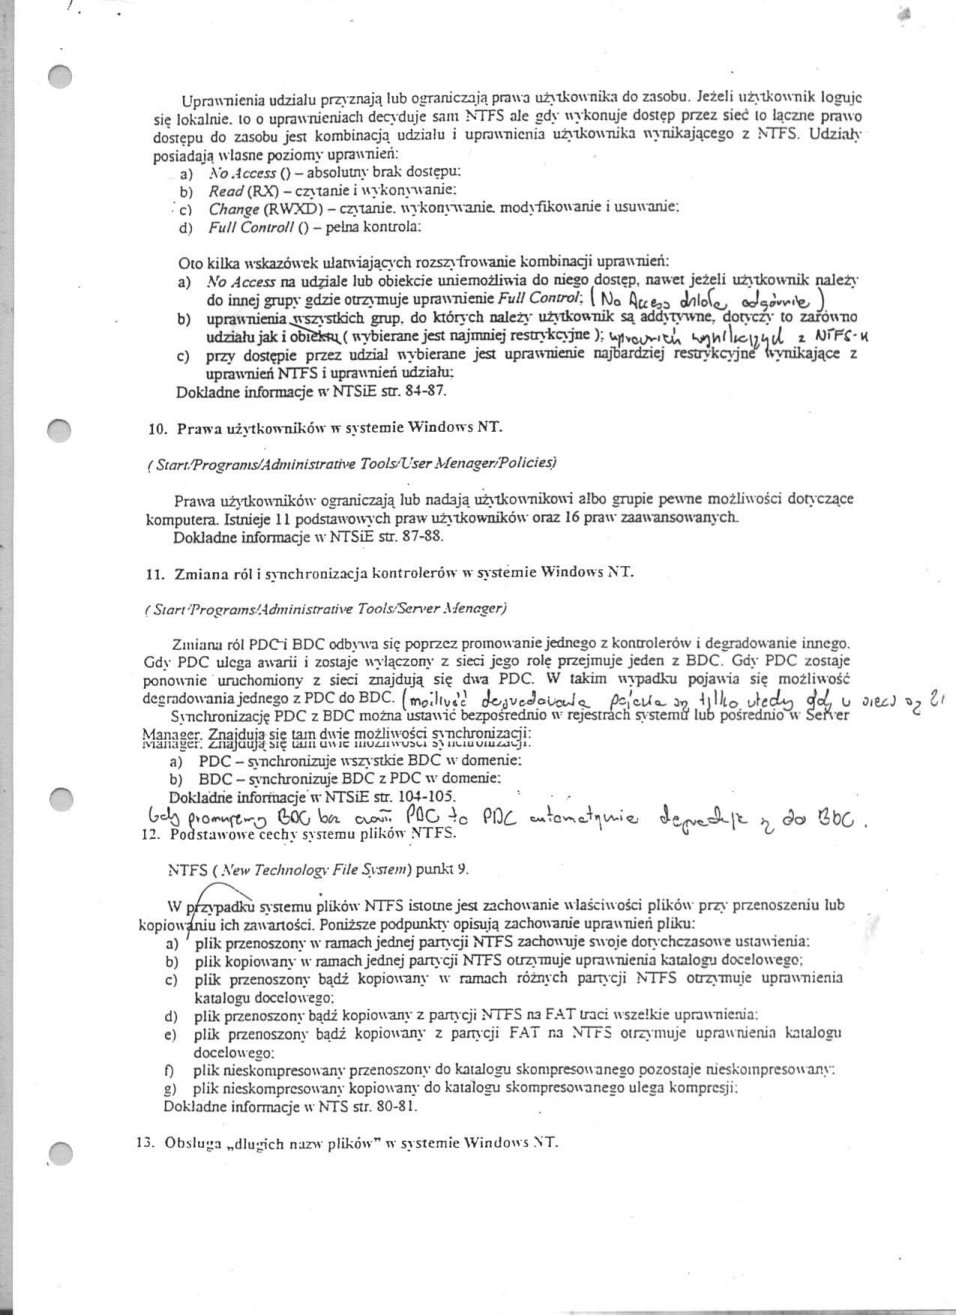 Uprawnienia udziału przyznają lub ograniczają prawa użytkownika do zasobu. Jeżeli użytkownik loguje
się lokalnie. to o uprawnieniach decyduje sam NTFS ale gdy wykonuje dostęp przez sieć to łączne prawo
dostępu do zasobu jest kombinacją udziału i uprawnienia użytkownika wynikającego z NTFS. Udziały
posiadają własne poziomy uprawnień:
a) No Access () – absolutny brak dostępu:
b) Read (RX) – czytanie i wykonywanie:
c) Change (RWXD) – czytanie. wykonywanie. modyfikowanie i usuwanie:
d) Full Controll () – pełna kontrola:
Oto kilka wskazówek ułatwiających rozszyfrowanie kombinacji uprawnień:
a) No Access na udziale lub obiekcie uniemożliwia do niego dostęp, nawet jeżeli użytkownik należy
do innej grupy gdzie otrzymuje uprawnienie Full Control; ( No Access działa odgórnie )
b) uprawnienia wszystkich grup. do których należy użytkownik są addytywne. dotyczy to zarówno
udziału jak i obiektu ( wybierane jest najmniej restrykcyjne ); uprawnień wynikających z NTFS-u
c) przy dostępie przez udział wybierane jest uprawnienie najbardziej restrykcyjne wynikające z
uprawnień NTFS i uprawnień udziału;
Dokładne informacje w NTSiE str. 84-87.
10. Prawa użytkowników w systemie Windows NT.
( Start/Programs/Administrative Tools/User Menager/Policies)
Prawa użytkowników ograniczają lub nadają użytkownikowi albo grupie pewne możliwości dotyczące
komputera. Istnieje 11 podstawowych praw użytkowników oraz 16 praw zaawansowanych.
Dokładne informacje w NTSiE str. 87-88.
11. Zmiana ról i synchronizacja kontrolerów w systemie Windows NT.
( Start/Programs/Administrative Tools/Server Menager)
Zmiana ról PDC i BDC odbywa się poprzez promowanie jednego z kontrolerów i degradowanie innego.
Gdy PDC ulega awarii i zostaje wyłączony z sieci jego rolę przejmuje jeden z BDC. Gdy PDC zostaje
ponownie uruchomiony z sieci znajdują się dwa PDC. W takim wypadku pojawia się możliwość
degradowania jednego z PDC do BDC. ( możliwość degradowania tylko wtedy gdy w sieci są 2
Synchronizację PDC z BDC można ustawić bezpośrednio w rejestrach systemu lub pośrednio w Server
Manager. Znajdują się tam dwie możliwości synchronizacji:
a) PDC – synchronizuje wszystkie BDC w domenie:
b) BDC – synchronizuje BDC z PDC w domenie:
Dokładne informacje w NTSiE str. 104-105.
Gdy promujemy BDC bez awarii PDC to PDC automatycznie degraduje się do BDC .
12. Podstawowe cechy systemu plików NTFS.
NTFS ( New Technology File System) punkt 9.
W przypadku systemu plików NTFS istotne jest zachowanie właściwości plików przy przenoszeniu lub
kopiowaniu ich zawartości. Poniższe podpunkty opisują zachowanie uprawnień pliku:
a) plik przenoszony w ramach jednej partycji NTFS zachowuje swoje dotychczasowe ustawienia:
b) plik kopiowany w ramach jednej partycji NTFS otrzymuje uprawnienia katalogu docelowego;
c) plik przenoszony bądź kopiowany w ramach różnych partycji NTFS otrzymuje uprawnienia
katalogu docelowego:
d) plik przenoszony bądź kopiowany z partycji NTFS na FAT traci wszelkie uprawnienia:
e) plik przenoszony bądź kopiowany z partycji FAT na NTFS otrzymuje uprawnienia katalogu
docelowego:
f) plik nieskompresowany przenoszony do katalogu skompresowanego pozostaje nieskompresowany:
g) plik nieskompresowany kopiowany do katalogu skompresowanego ulega kompresji:
Dokładne informacje w NTS str. 80-81.
13. Obsługa „długich nazw plików” w systemie Windows NT.